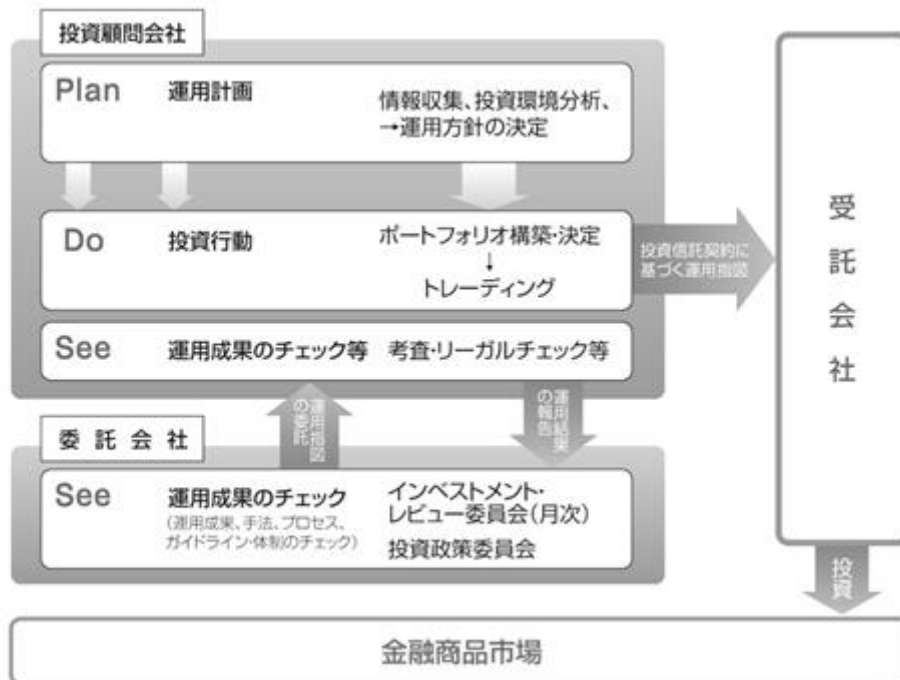 投資顧問会社
Plan 運用計画 情報収集、投資環境分析、
→運用方針の決定
Do 投資行動 ポートフォリオ構築・決定
↓
トレーディング
See 運用成果のチェック等 考査・リーガルチェック等
投資信託契約に
基づく運用指図
受託会社
運用指図
の委託
運用結果
の報告
委託会社
See 運用成果のチェック
(運用成果、手法、プロセス、
ガイドライン・体制のチェック)
インベストメント・
レビュー委員会(月次)
投資政策委員会
投資
金融商品市場